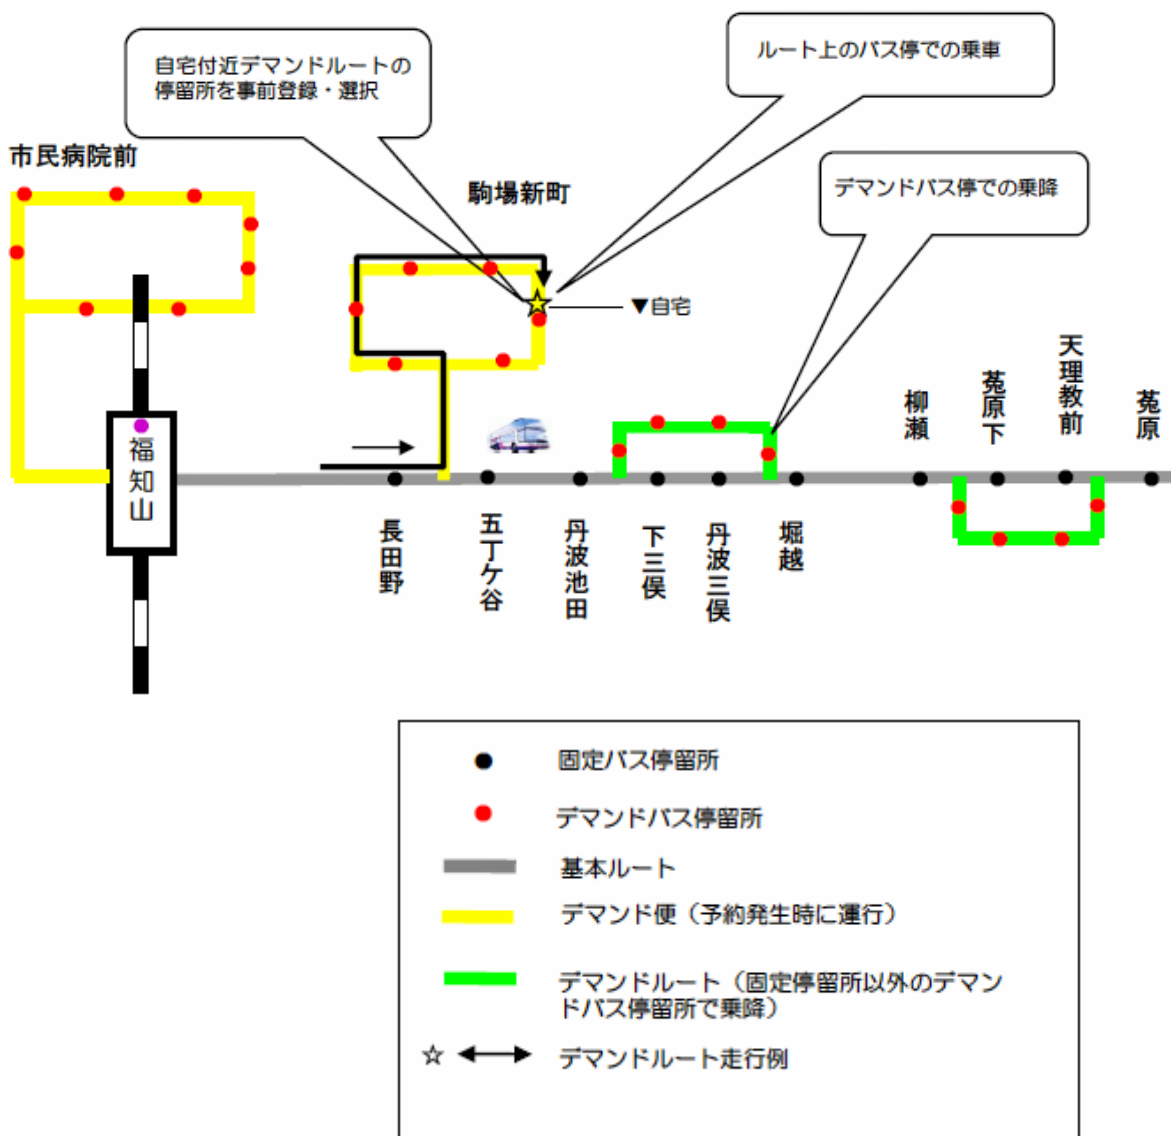 自宅付近デマンドルートの
停留所を事前登録・選択
ルート上のバス停での乗車
デマンドバス停での乗降
市民病院前
駒場新町
▼自宅
福知山
長田野
五丁ケ谷
丹波池田
下三俣
丹波三俣
堀越
柳瀬
菟原下
天理教前
菟原
固定バス停留所
デマンドバス停留所
基本ルート
デマンド便（予約発生時に運行）
デマンドルート（固定停留所以外のデマン
ドバス停留所で乗降）
デマンドルート走行例